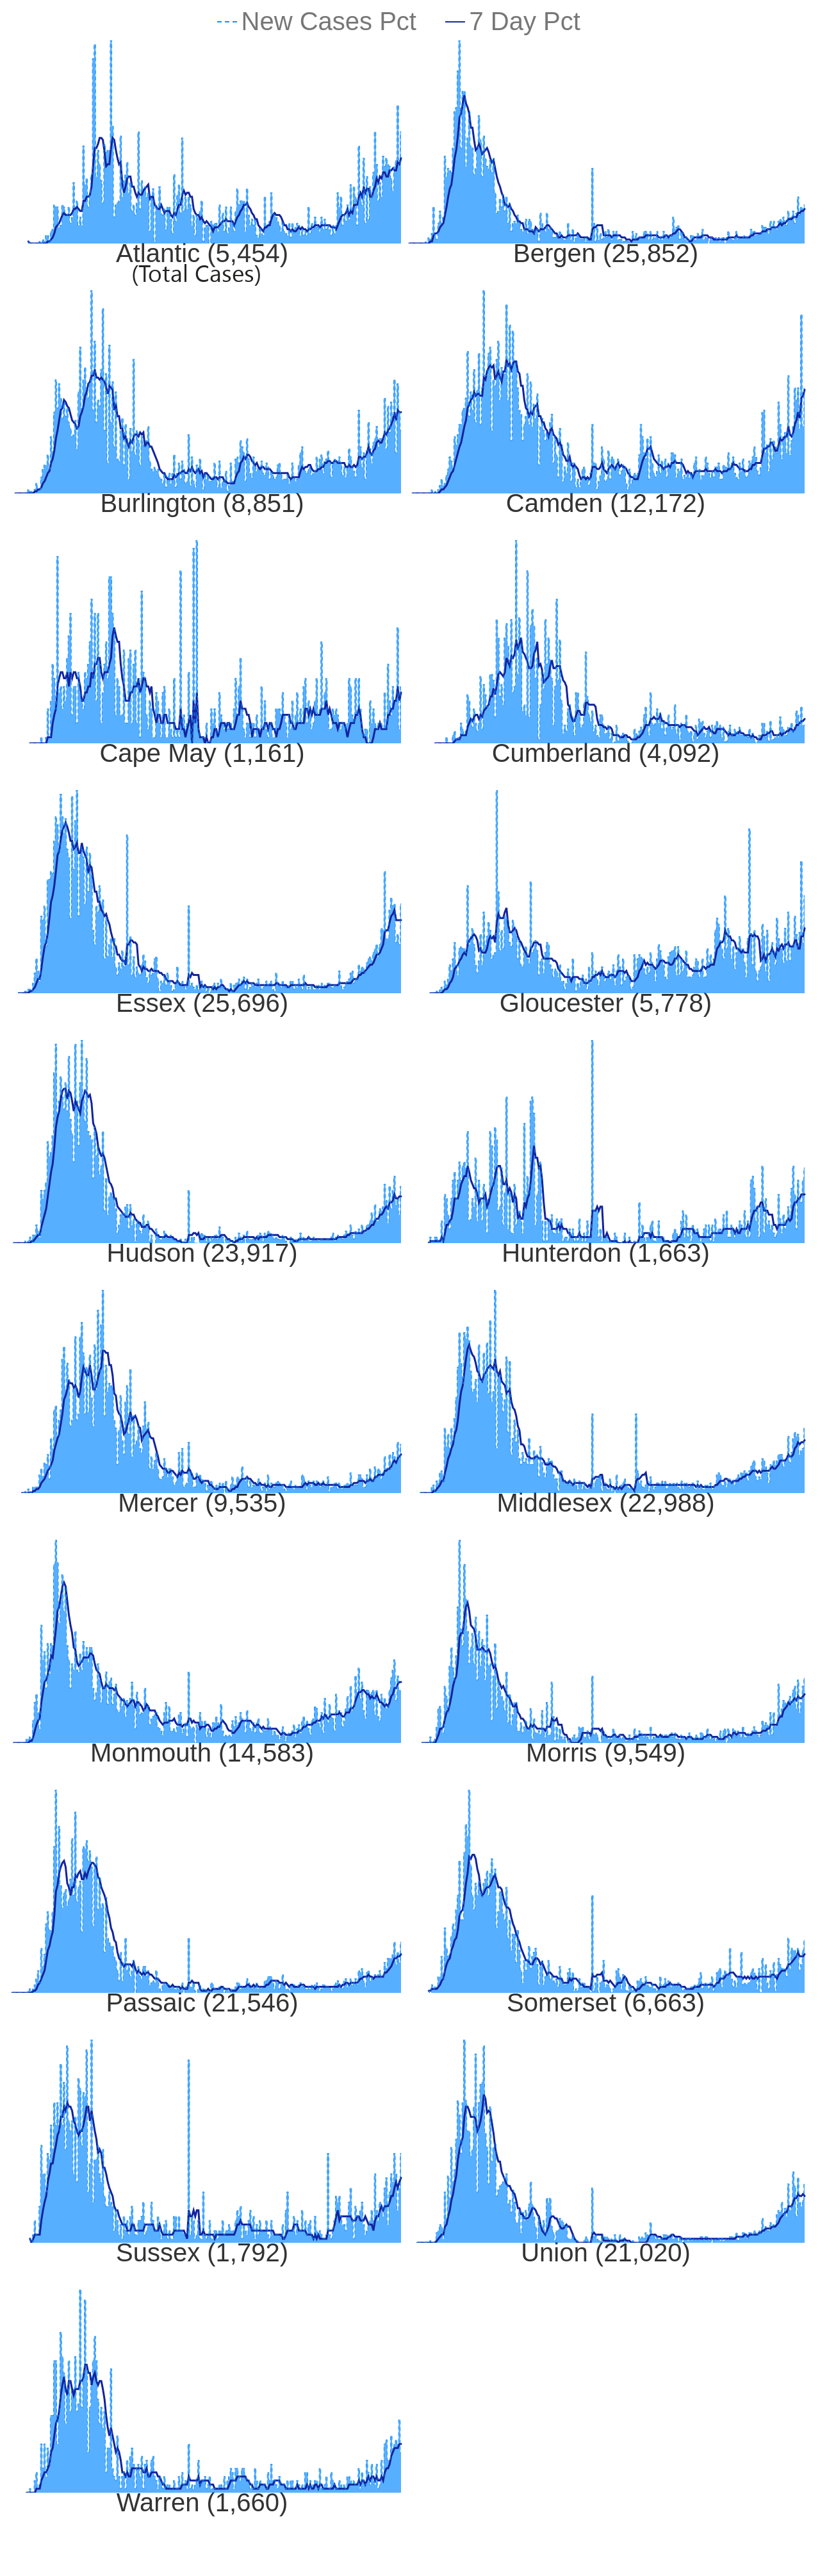 New Cases Pct 7 Day Pct
Atlantic (5,454) Bergen (25,852)
(Total Cases)
Burlington (8,851) Camden (12,172)
Cape May (1,161) Cumberland (4,092)
Essex (25,696) Gloucester (5,778)
Hudson (23,917) Hunterdon (1,663)
Mercer (9,535) Middlesex (22,988)
Monmouth (14,583) Morris (9,549)
Passaic (21,546) Somerset (6,663)
Sussex (1,792) Union (21,020)
Warren (1,660)